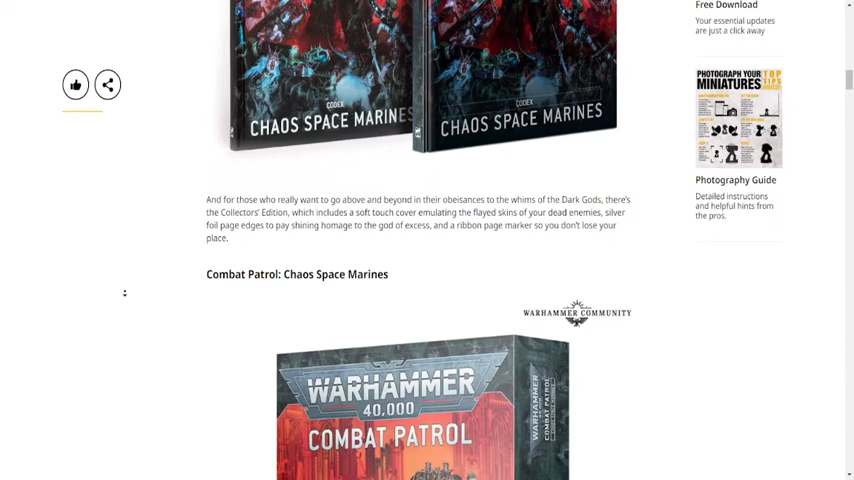 Free Download
Your essential updates
are just a click away
CODEX
CHAOS SPACE MARINES
CODEX
CHAOS SPACE MARINES
PHOTOGRAPH YOUR
MINIATURES
TOP
TIPS
Photography Guide
Detailed instructions
and helpful hints from
the pros.
And for those who really want to go above and beyond in their obeisances to the whims of the Dark Gods, there's
the Collectors' Edition, which includes a soft touch cover emulating the flayed skins of your dead enemies, silver
foil page edges to pay shining homage to the god of excess, and a ribbon page marker so you don't lose your
place.
Combat Patrol: Chaos Space Marines
WARHAMMER COMMUNITY
WARHAMMER
40,000
COMBAT PATROL
WARHAMMER
40,000
COMBAT PATROL